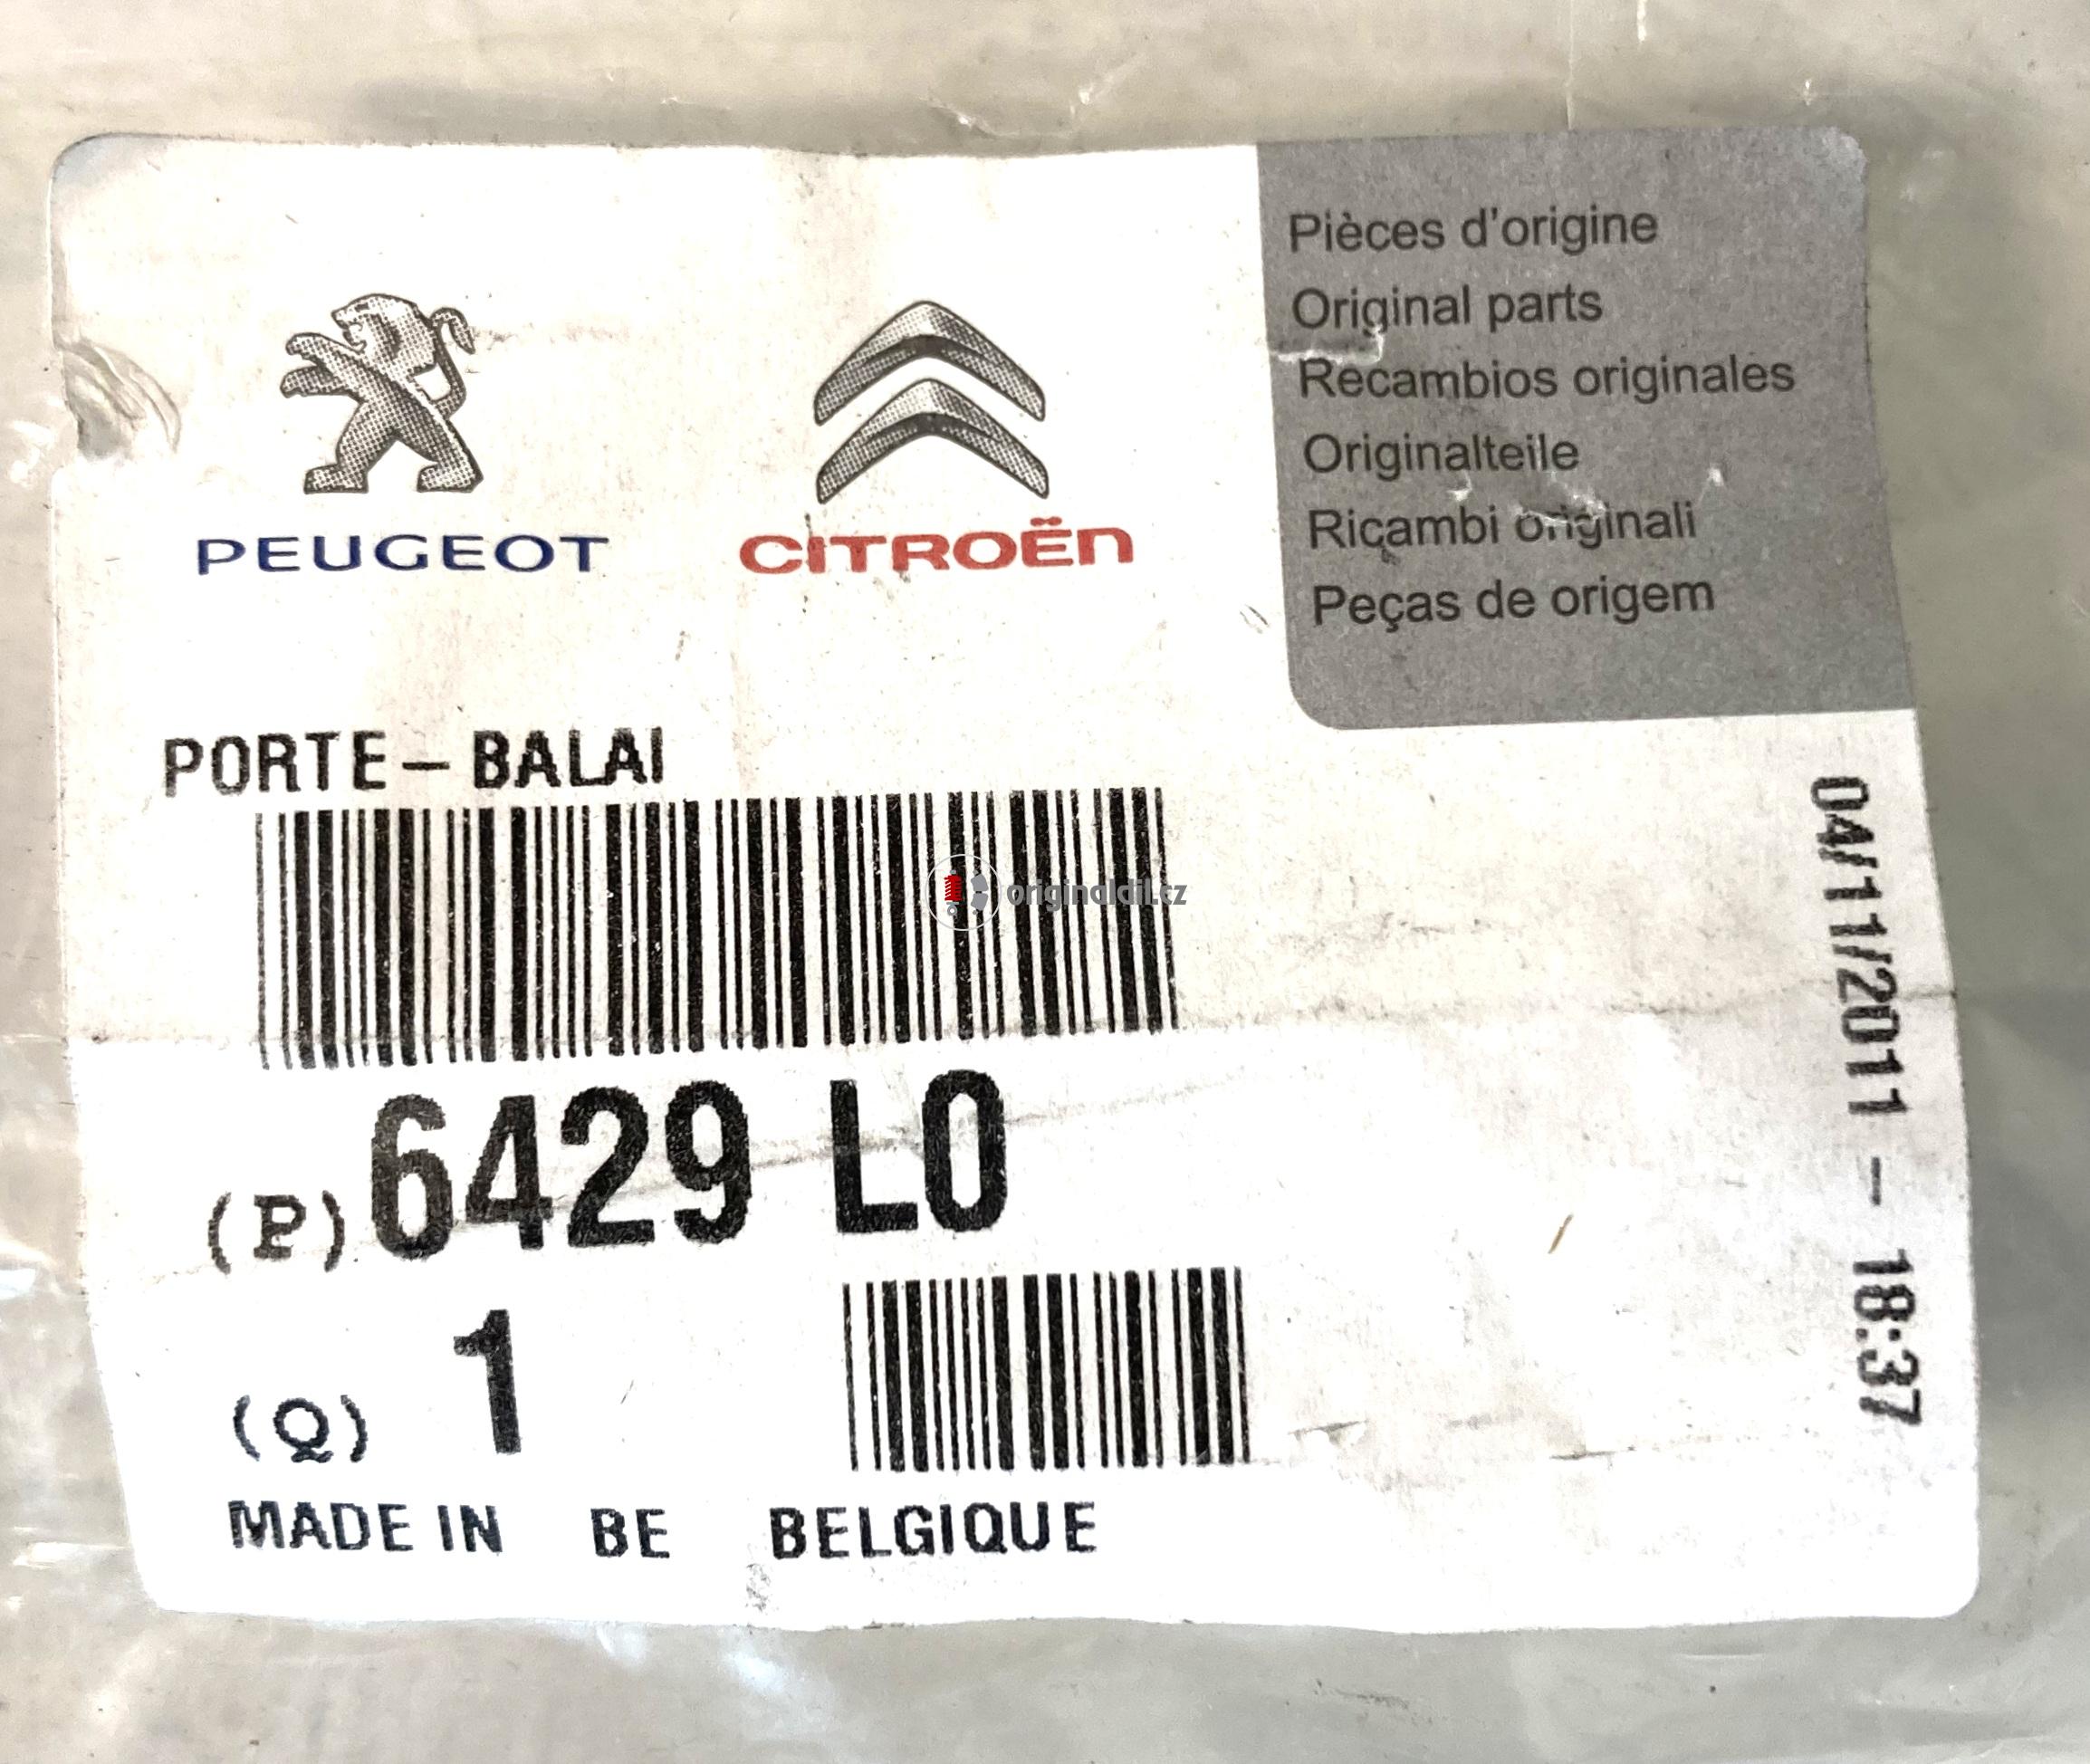 PEUGEOT
CITROËN
Pièces d'origine
Original parts
Recambios originales
Originalteile
Ricambi originali
Peças de origem
PORTE-BALAI
originaldil.cz
(P) 6429 L0
(Q) 1
MADE IN BE BELGIQUE
04/11/2011 - 18:37